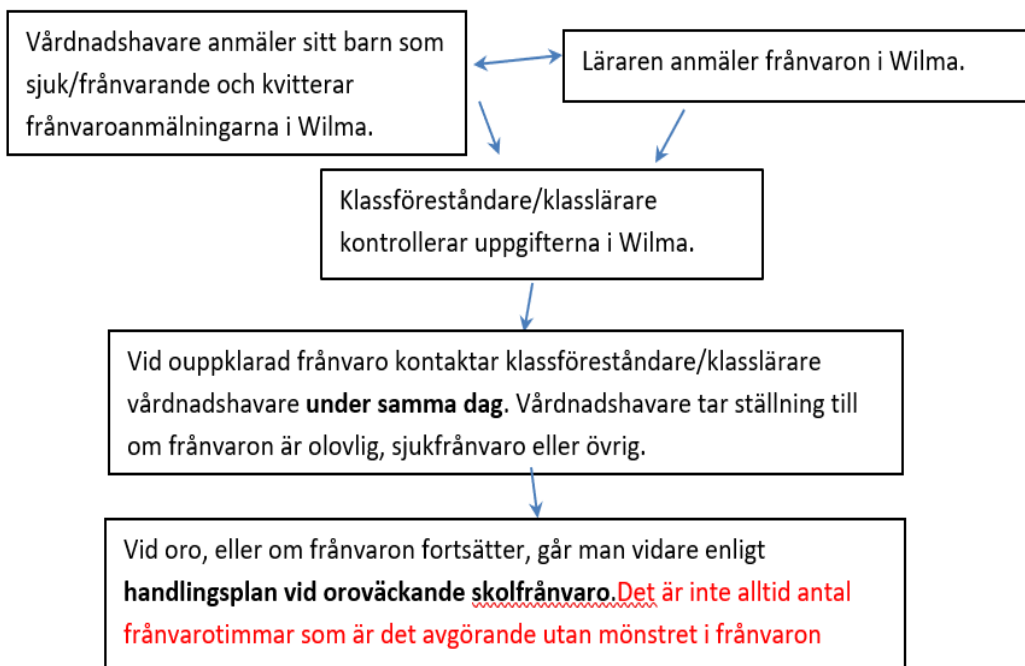 Vårdnadshavare anmäler sitt barn som
sjuk/frånvarande och kvitterar
frånvaroanmälningarna i Wilma.
Läraren anmäler frånvaron i Wilma.
Klassföreståndare/klasslärare
kontrollerar uppgifterna i Wilma.
Vid ouppklarad frånvaro kontaktar klassföreståndare/klasslärare
vårdnadshavare under samma dag. Vårdnadshavare tar ställning till
om frånvaron är olovlig, sjukfrånvaro eller övrig.
Vid oro, eller om frånvaron fortsätter, går man vidare enligt
handlingsplan vid oroväckande skolfrånvaro.Det är inte alltid antal
frånvarotimmar som är det avgörande utan mönstret i frånvaron